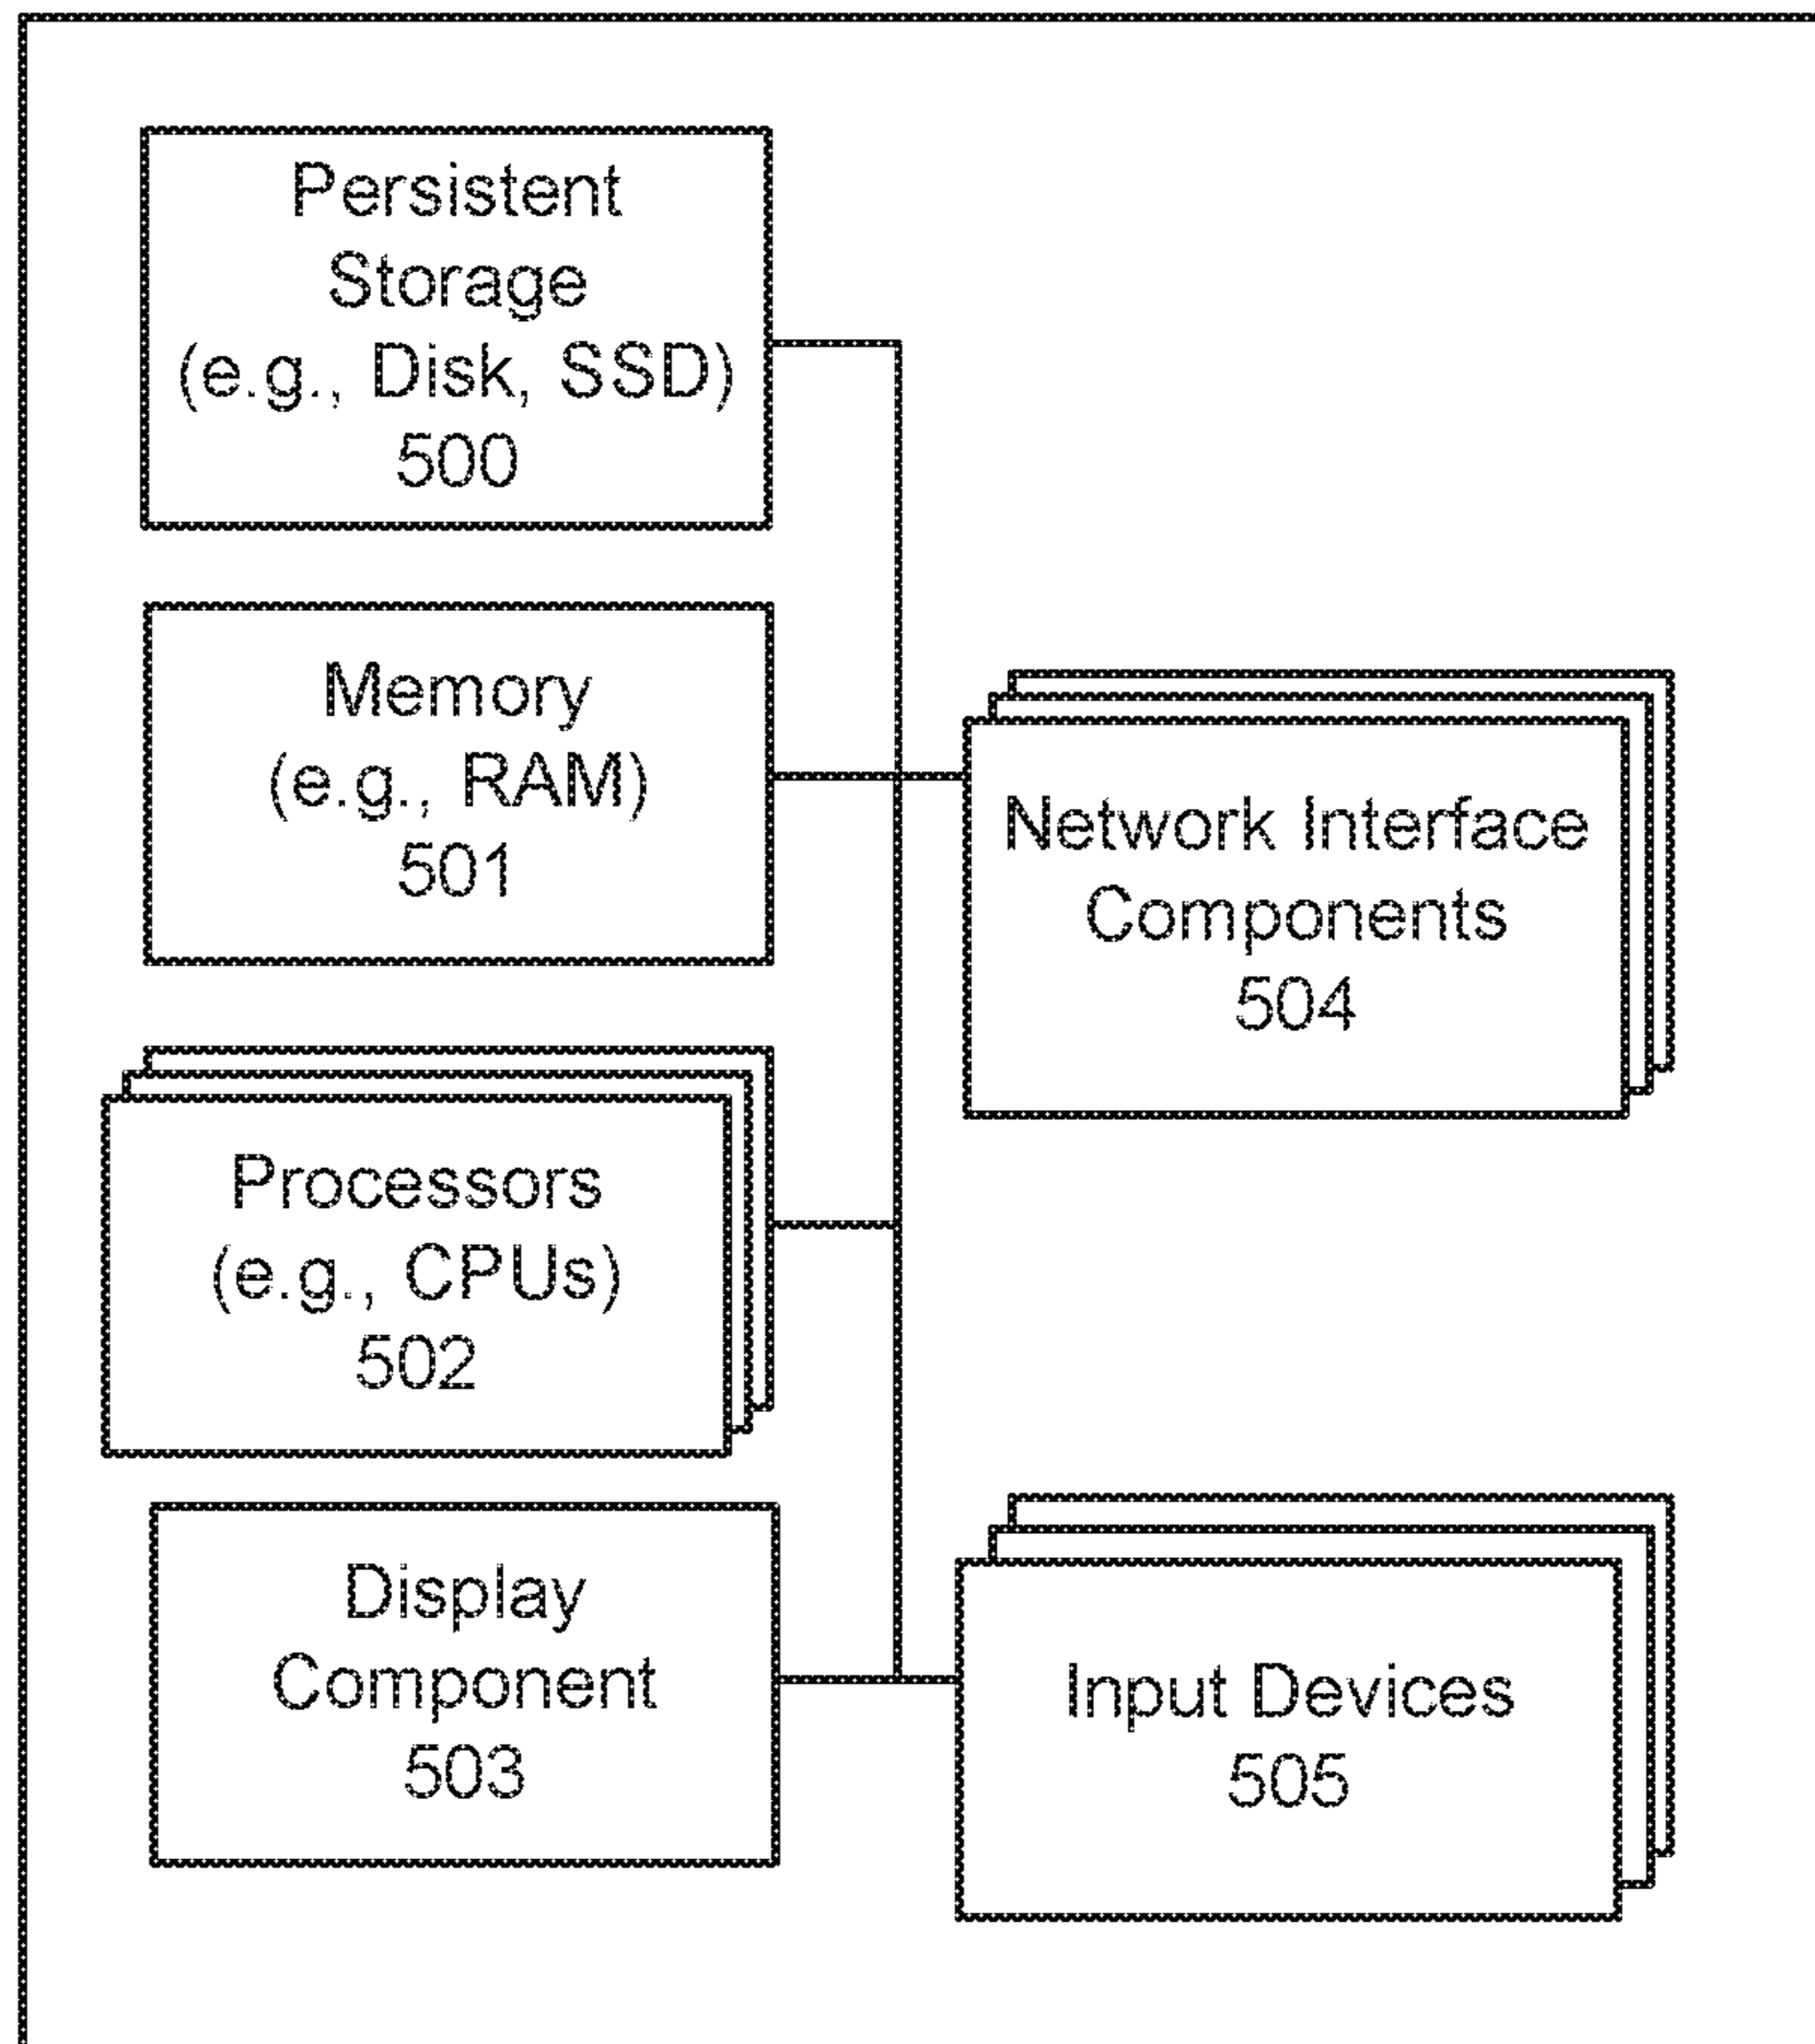 Persistent
Storage
(e.g., Disk, SSD)
500
Memory
(e.g., RAM)
501
Processors
(e.g., CPUs)
502
Display
Component
503
Network Interface
Components
504
Input Devices
505